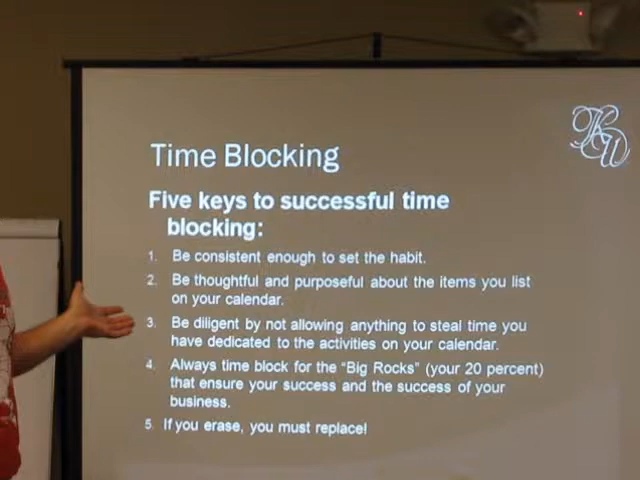 KW
Time Blocking
Five keys to successful time
blocking:
1. Be consistent enough to set the habit.
2. Be thoughtful and purposeful about the items you list
on your calendar.
3. Be diligent by not allowing anything to steal time you
have dedicated to the activities on your calendar.
4. Always time block for the “Big Rocks” (your 20 percent)
that ensure your success and the success of your
business.
5. If you erase, you must replace!